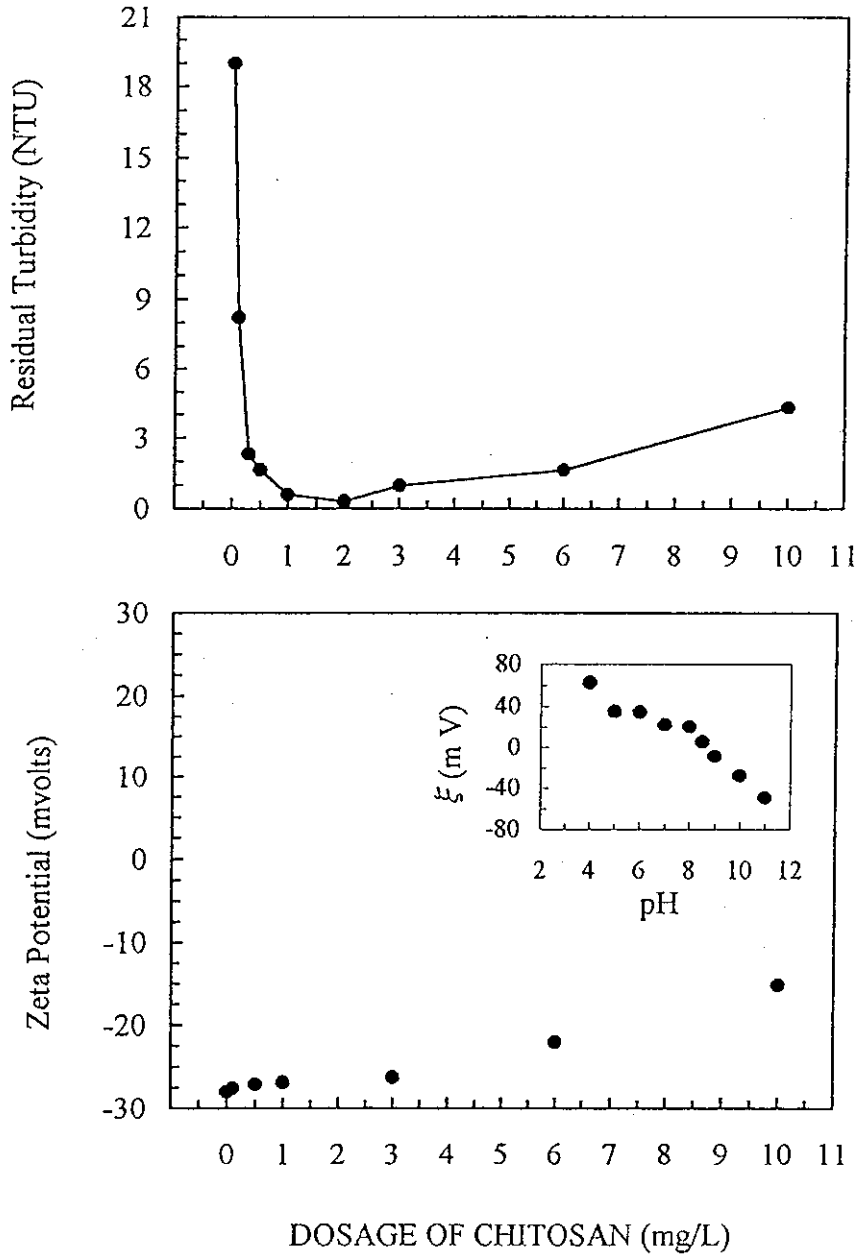 Residual Turbidity (NTU)
21
18
15
12
9
6
3
0
0 1 2 3 4 5 6 7 8 9 10 11
Zeta Potential (mvolts)
30
20
10
0
-10
-20
-30
ξ (m V)
80
40
0
-40
-80
2 4 6 8 10 12
pH
0 1 2 3 4 5 6 7 8 9 10 11
DOSAGE OF CHITOSAN (mg/L)